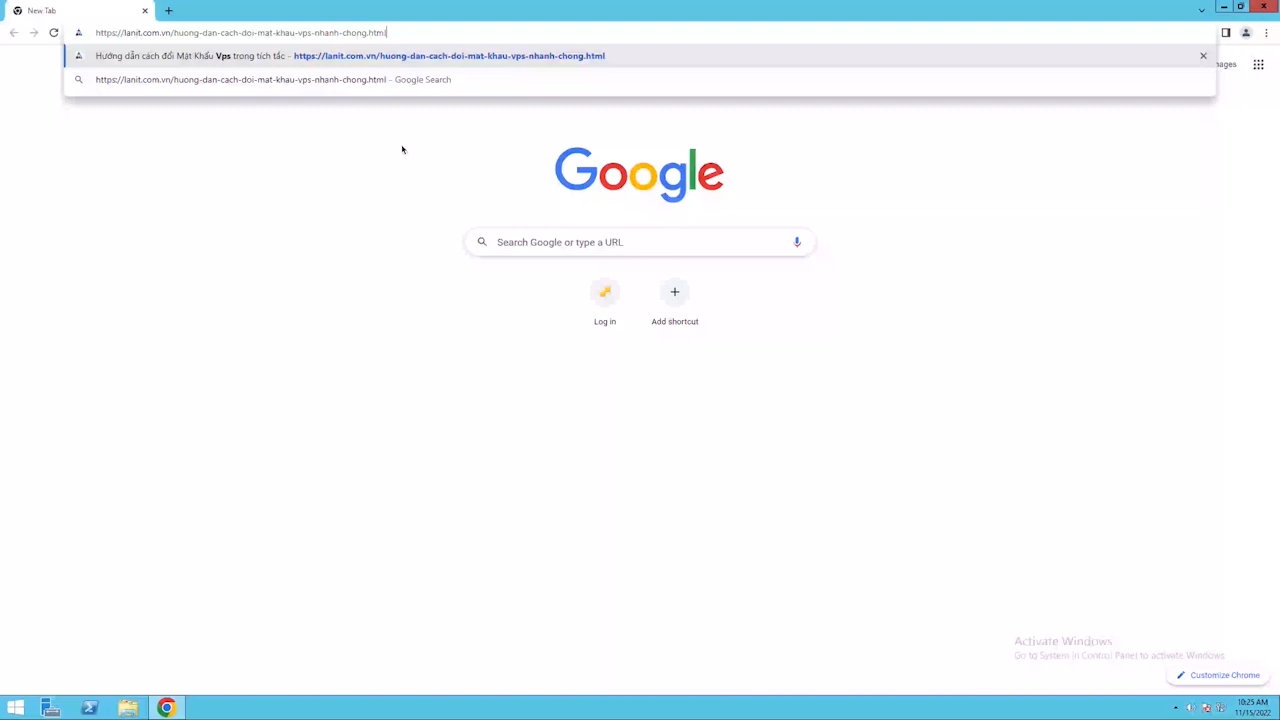 New Tab
https://lanit.com.vn/huong-dan-cach-doi-mat-khau-vps-nhanh-chong.html
Hướng dẫn cách đổi Mật Khẩu Vps trong tích tắc - https://lanit.com.vn/huong-dan-cach-doi-mat-khau-vps-nhanh-chong.html
https://lanit.com.vn/huong-dan-cach-doi-mat-khau-vps-nhanh-chong.html - Google Search
Google
Search Google or type a URL
Log in
Add shortcut
Activate Windows
Go to System in Control Panel to activate Windows
Customize Chrome
10:25 AM
11/15/2022